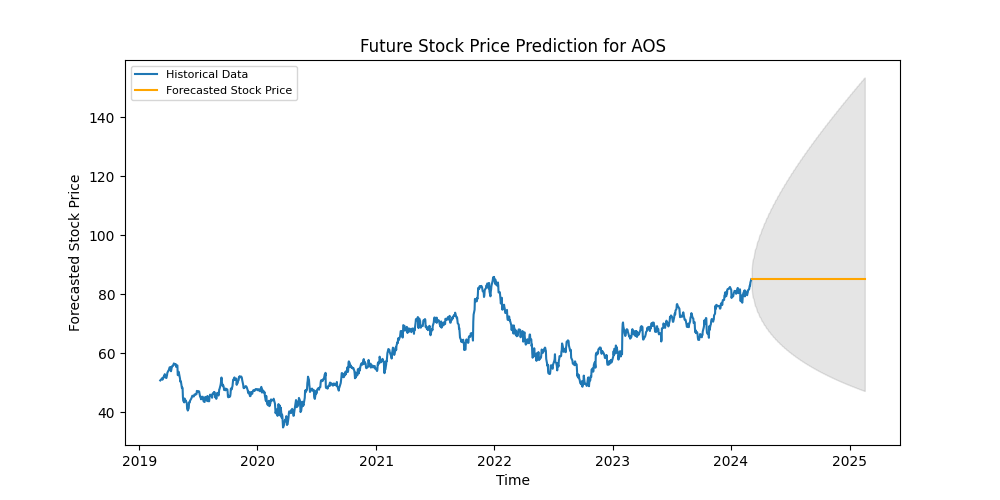 Future Stock Price Prediction for AOS
Historical Data
Forecasted Stock Price
Forecasted Stock Price
140
120
100
80
60
40
2019
2020
2021
2022
2023
2024
2025
Time